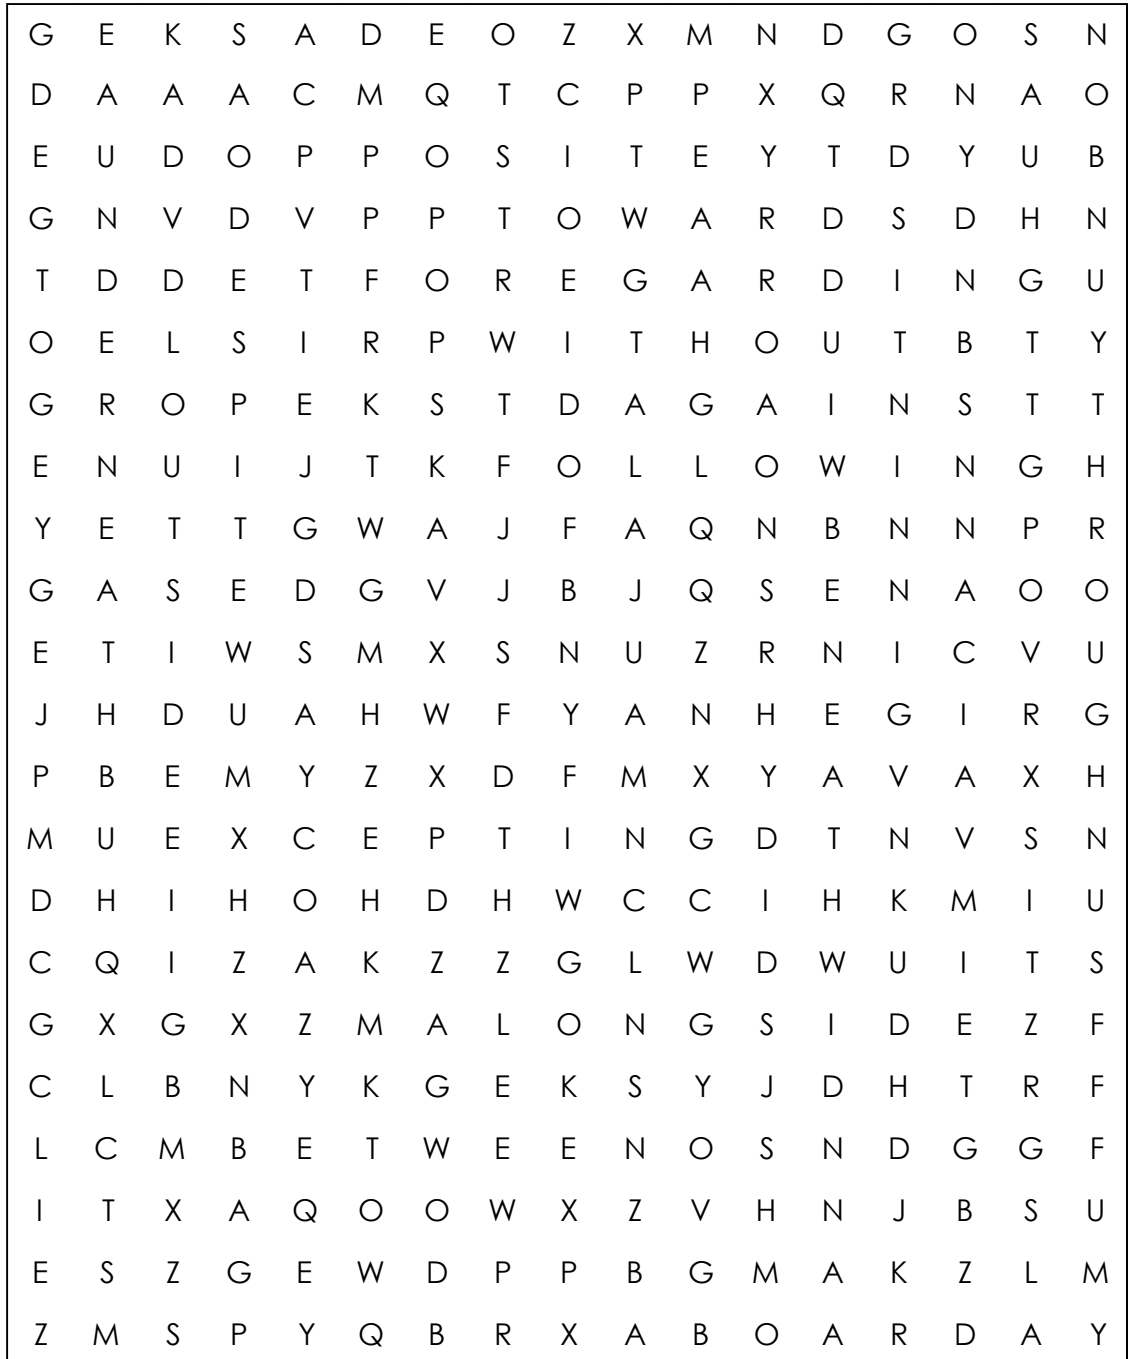 G E K S A D E O Z X M N D G O S N
D A A A C M Q T C P P X Q R N A O
E U D O P P O S I T E Y T D Y U B
G N V D V P P T O W A R D S D H N
T D D E T F O R E G A R D I N G U
O E L S I R P W I T H O U T B T Y
G R O P E K S T D A G A I N S T T
E N U I J T K F O L L O W I N G H
Y E T T G W A J F A Q N B N N P R
G A S E D G V J B J Q S E N A O O
E T I W S M X S N U Z R N I C V U
J H D U A H W F Y A N H E G I R G
P B E M Y Z X D F M X Y A V A X H
M U E X C E P T I N G D T N V S N
D H I H O H D H W C C I H K M I U
C Q I Z A K Z Z G L W D W U I T S
G X G X Z M A L O N G S I D E Z F
C L B N Y K G E K S Y J D H T R F
L C M B E T W E E N O S N D G G F
I T X A Q O O W X Z V H N J B S U
E S Z G E W D P P B G M A K Z L M
Z M S P Y Q B R X A B O A R D A Y